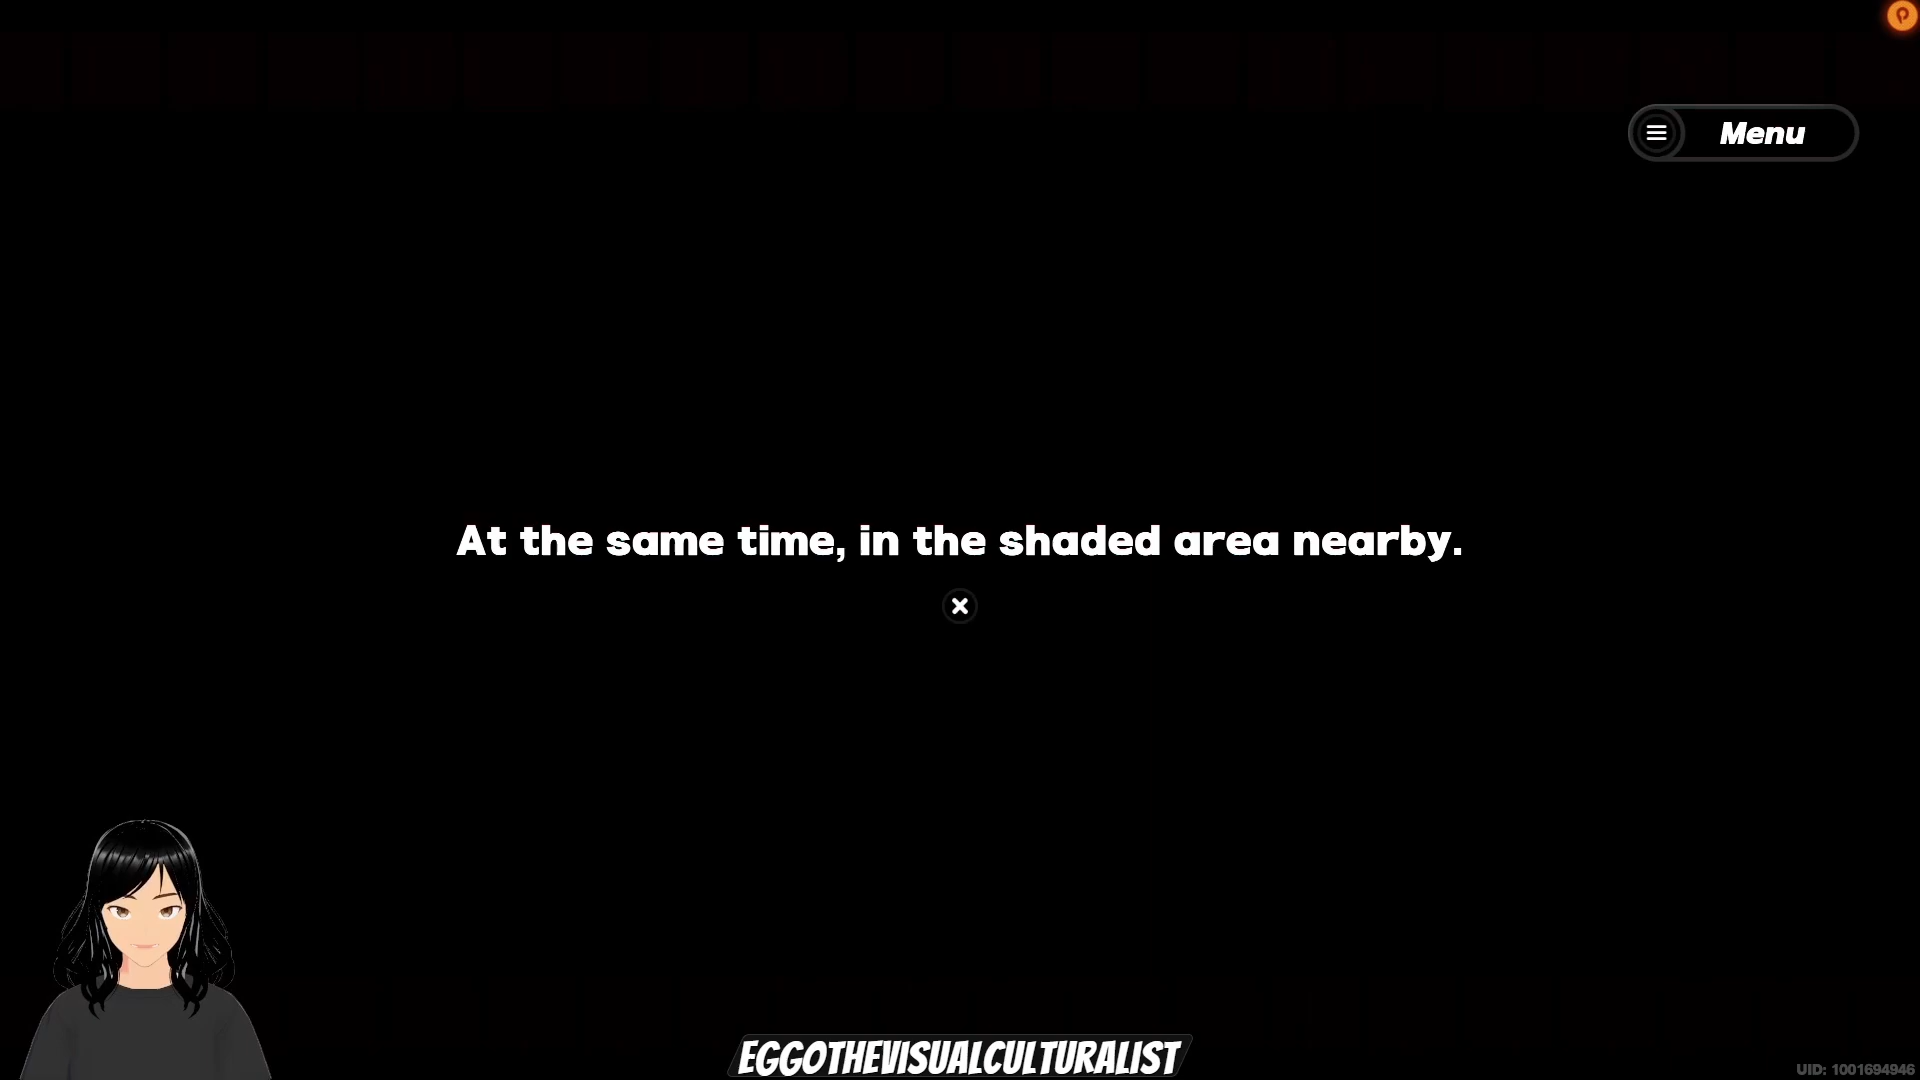 Menu
At the same time, in the shaded area nearby.
EGGOTHEVISUALCULTURALIST
UID: 1001694946